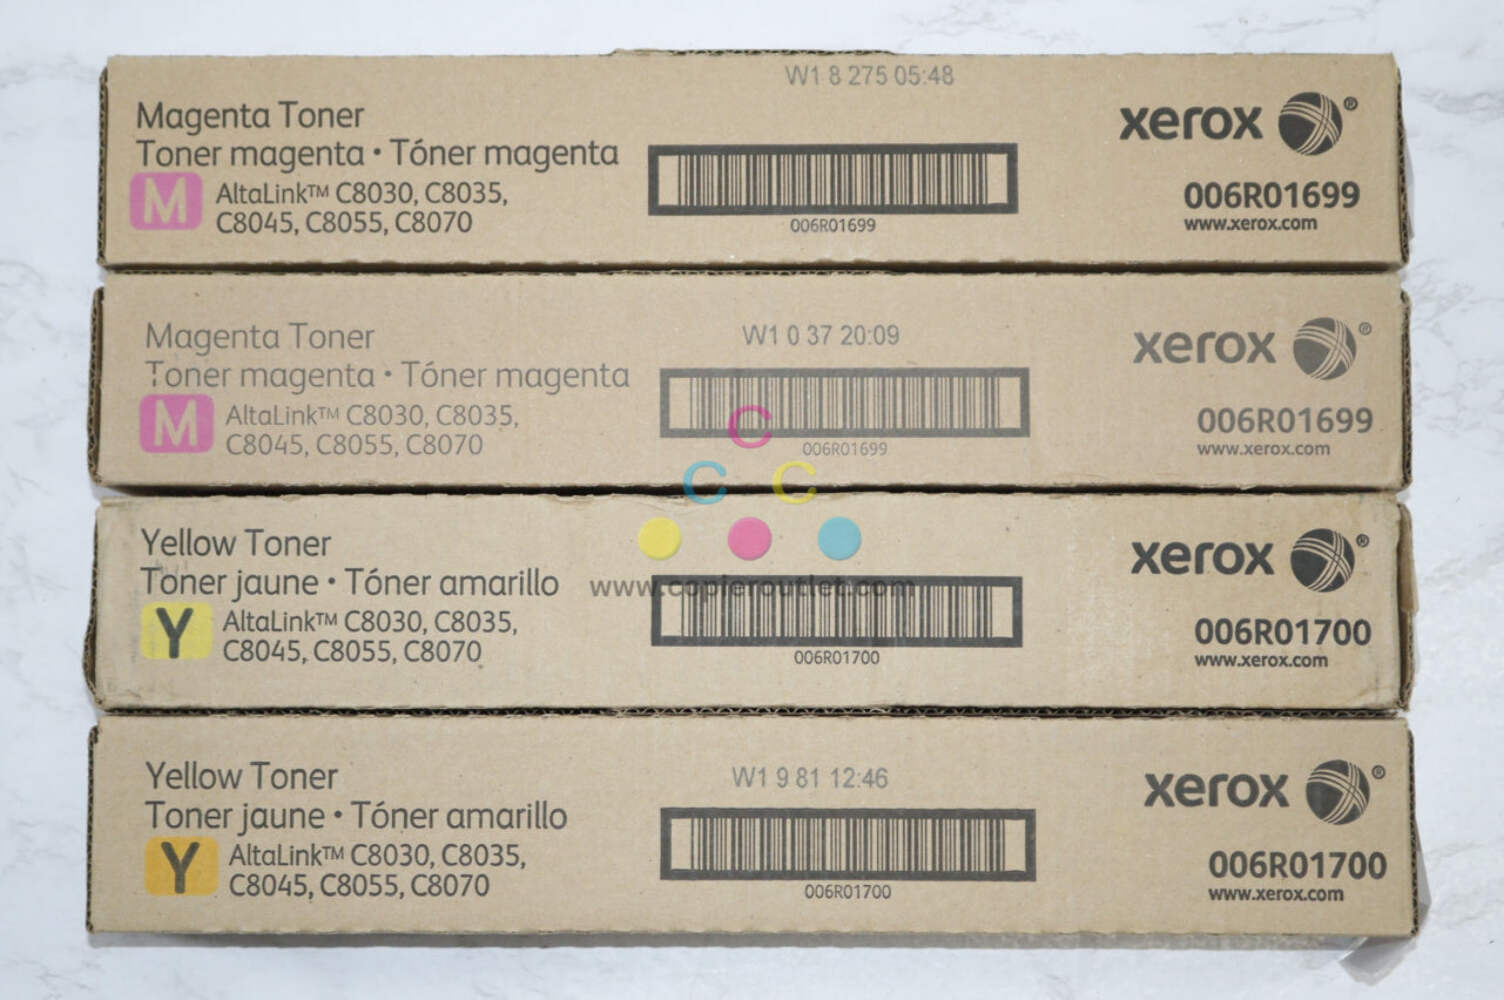 W1 8 275 05:48
Magenta Toner
Toner magenta • Tóner magenta
M
AltaLink™ C8030, C8035,
C8045, C8055, C8070
006R01699
xerox ®
006R01699
www.xerox.com
W1 0 37 20:09
Magenta Toner
Toner magenta • Tóner magenta
M
AltaLink™ C8030, C8035,
C8045, C8055, C8070
006R01699
xerox ®
006R01699
www.xerox.com
C
C C
www.copieroutlet.com
Yellow Toner
Toner jaune • Tóner amarillo
Y
AltaLink™ C8030, C8035,
C8045, C8055, C8070
006R01700
xerox ®
006R01700
www.xerox.com
W1 9 81 12:46
Yellow Toner
Toner jaune • Tóner amarillo
Y
AltaLink™ C8030, C8035,
C8045, C8055, C8070
006R01700
xerox ®
006R01700
www.xerox.com